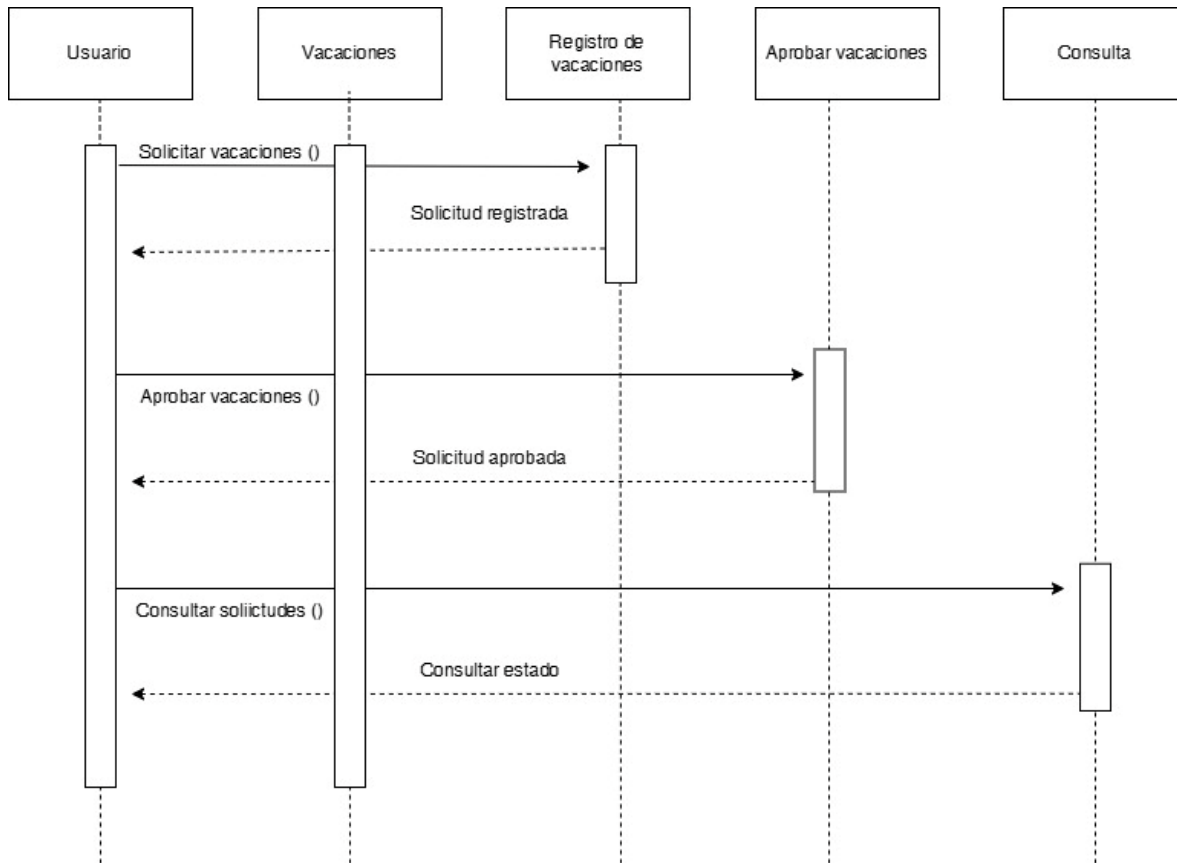 Usuario
Vacaciones
Registro de
vacaciones
Aprobar vacaciones
Consulta
Solicitar vacaciones ()
Solicitud registrada
Aprobar vacaciones ()
Solicitud aprobada
Consultar soliictudes ()
Consultar estado